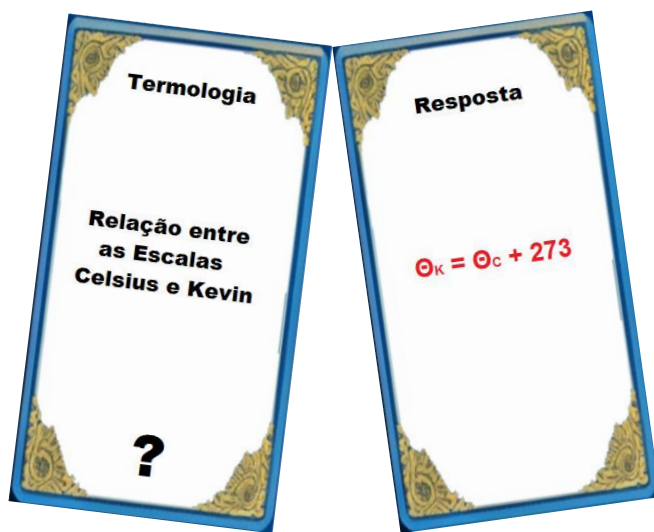 Termologia
Relação entre
as Escalas
Celsius e Kevin
?
Resposta
ΘK = ΘC + 273